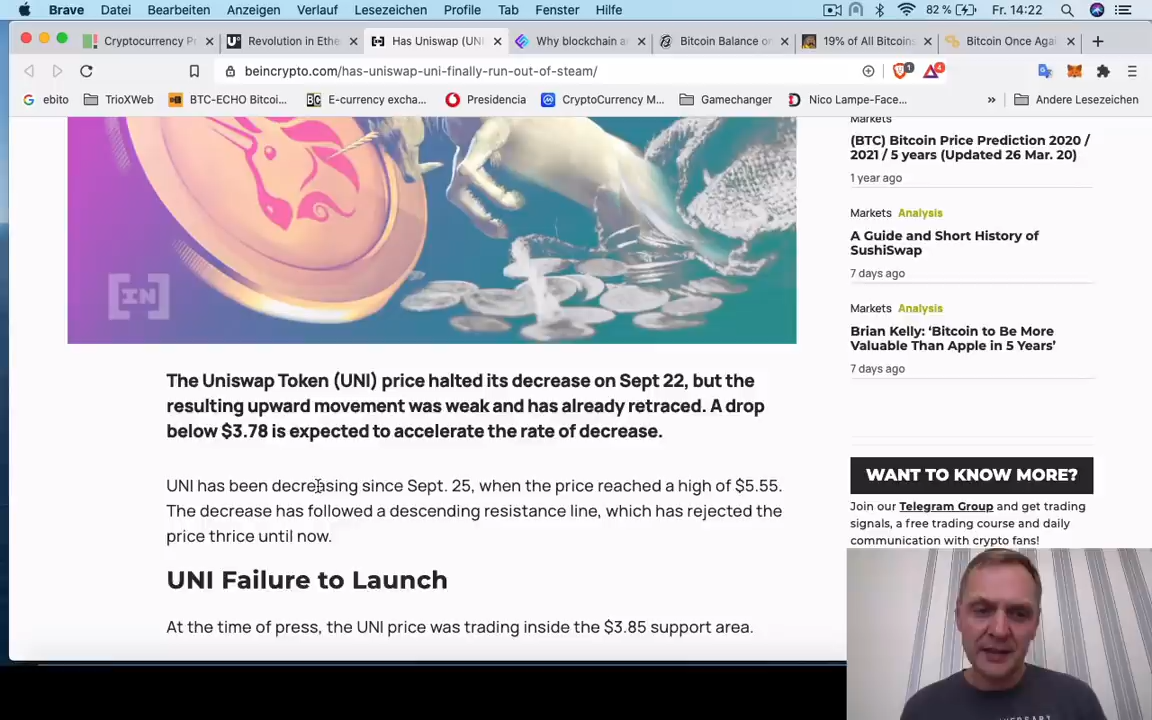 Brave Datei Bearbeiten Anzeigen Verlauf Lesezeichen Profile Tab Fenster Hilfe 82 % Fr. 14:22
Cryptocurrency P Revolution in Ethe Has Uniswap (UNI Why blockchain a Bitcoin Balance o 19% of All Bitcoins Bitcoin Once Aga
beincrypto.com/has-uniswap-uni-finally-run-out-of-steam/ 1 4
ebito TrioXWeb BTC-ECHO Bitcoi... E-currency excha... Presidencia CryptoCurrency M... Gamechanger Nico Lampe-Face... » Andere Lesezeichen
[IN]
The Uniswap Token (UNI) price halted its decrease on Sept 22, but the
resulting upward movement was weak and has already retraced. A drop
below $3.78 is expected to accelerate the rate of decrease.
UNI has been decreasing since Sept. 25, when the price reached a high of $5.55.
The decrease has followed a descending resistance line, which has rejected the
price thrice until now.
UNI Failure to Launch
At the time of press, the UNI price was trading inside the $3.85 support area.
Markets
(BTC) Bitcoin Price Prediction 2020 /
2021 / 5 years (Updated 26 Mar. 20)
1 year ago
Markets Analysis
A Guide and Short History of
SushiSwap
7 days ago
Markets Analysis
Brian Kelly: ‘Bitcoin to Be More
Valuable Than Apple in 5 Years’
7 days ago
WANT TO KNOW MORE?
Join our Telegram Group and get trading
signals, a free trading course and daily
communication with crypto fans!